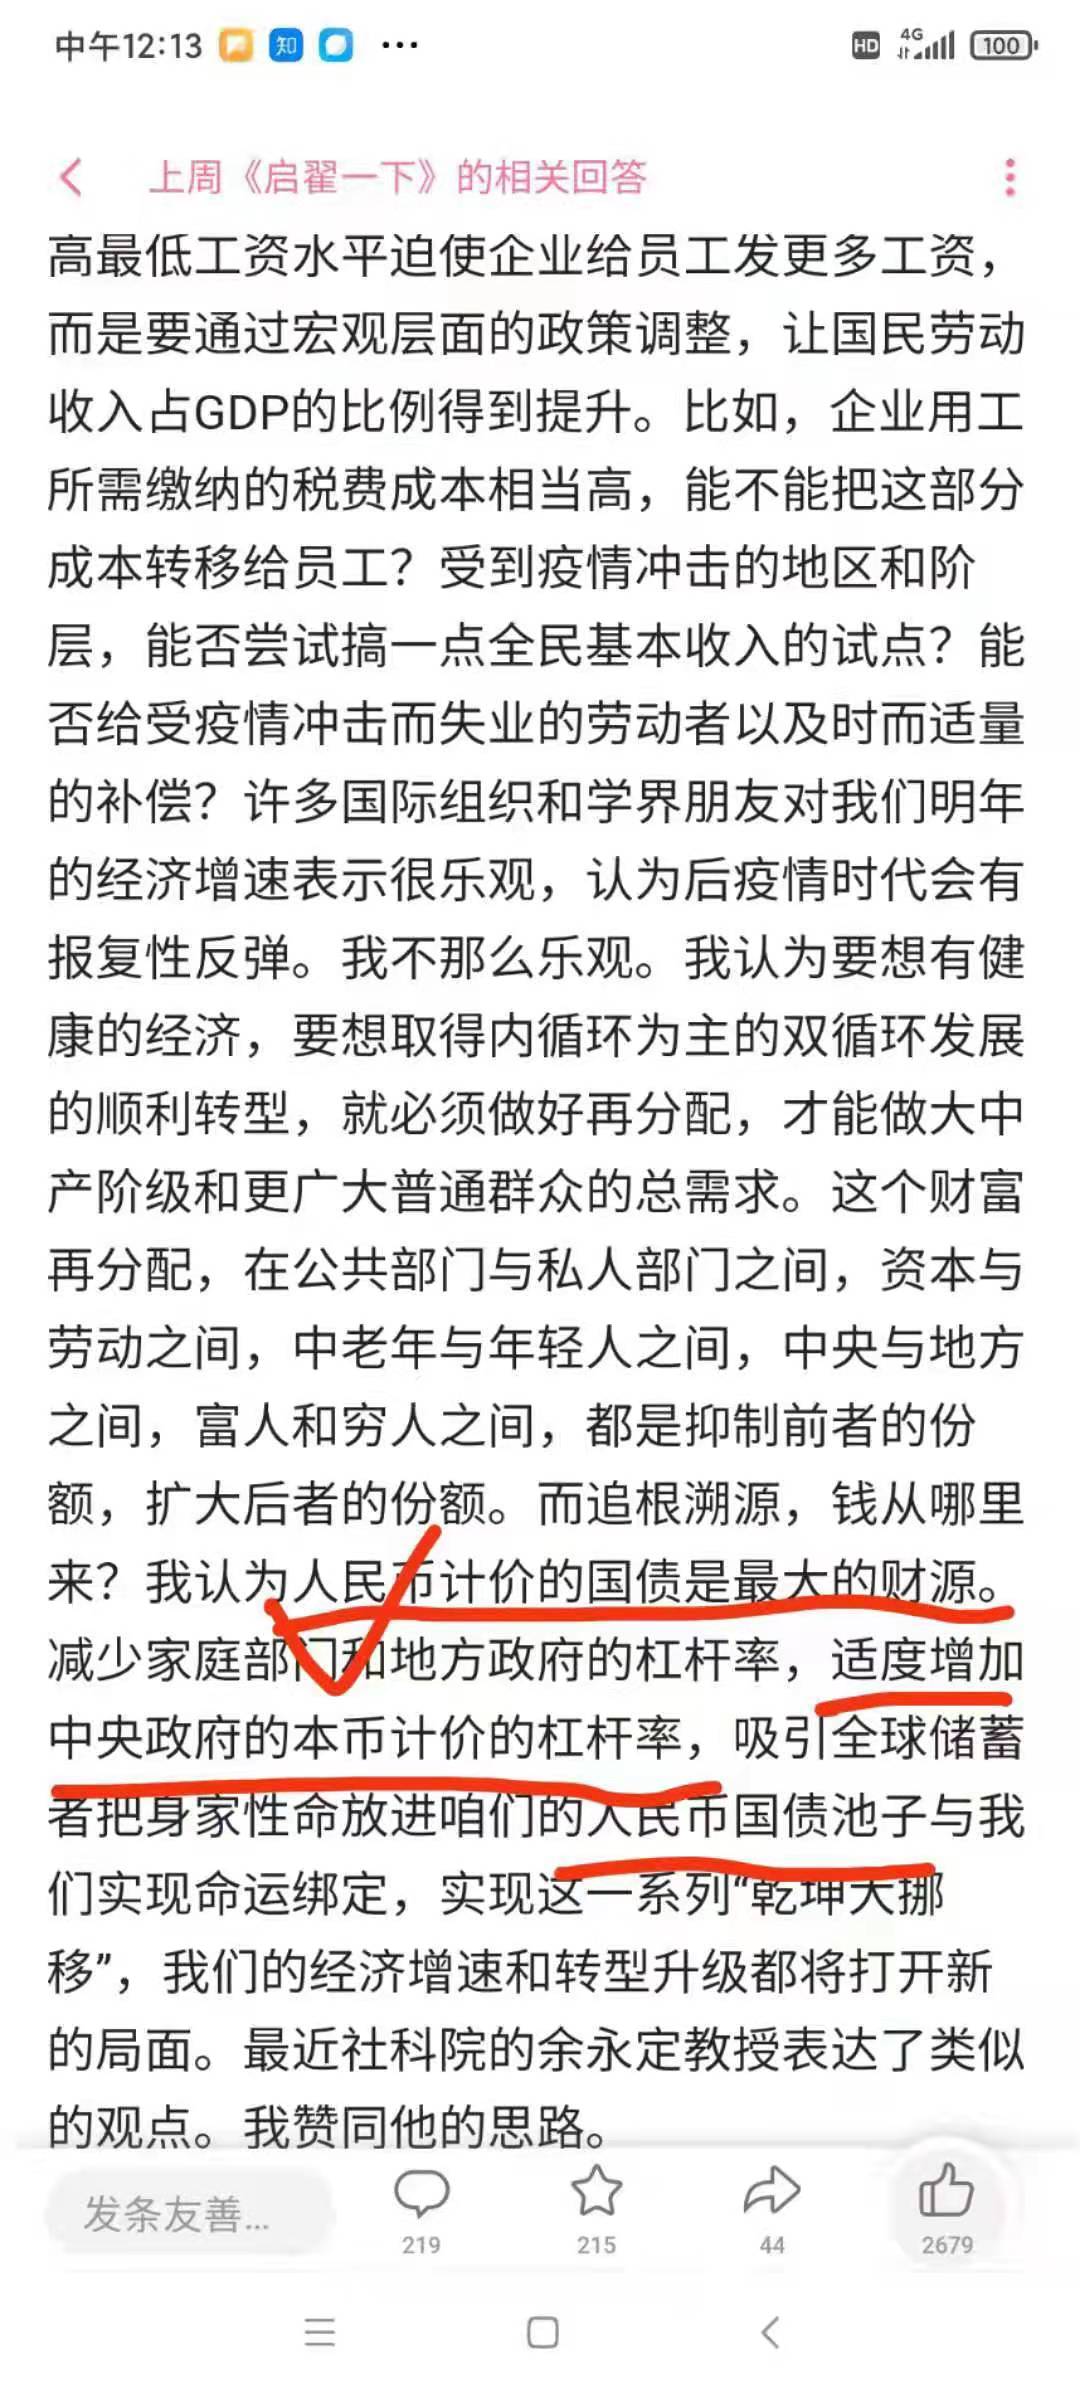 中午12:13 知 ... HD 4G 100
上周《启翟一下》的相关回答
高最低工资水平迫使企业给员工发更多工资，
而是要通过宏观层面的政策调整，让国民劳动
收入占GDP的比例得到提升。比如，企业用工
所需缴纳的税费成本相当高，能不能把这部分
成本转移给员工？受到疫情冲击的地区和阶
层，能否尝试搞一点全民基本收入的试点？能
否给受疫情冲击而失业的劳动者以及时而适量
的补偿？许多国际组织和学界朋友对我们明年
的经济增速表示很乐观，认为后疫情时代会有
报复性反弹。我不那么乐观。我认为要想有健
康的经济，要想取得内循环为主的双循环发展
的顺利转型，就必须做好再分配，才能做大中
产阶级和更广大普通群众的总需求。这个财富
再分配，在公共部门与私人部门之间，资本与
劳动之间，中老年与年轻人之间，中央与地方
之间，富人和穷人之间，都是抑制前者的份
额，扩大后者的份额。而追根溯源，钱从哪里
来？我认为人民币计价的国债是最大的财源。
减少家庭部门和地方政府的杠杆率，适度增加
中央政府的本币计价的杠杆率，吸引全球储蓄
者把身家性命放进咱们的人民币国债池子与我
们实现命运绑定，实现这一系列“乾坤大挪
移”，我们的经济增速和转型升级都将打开新
的局面。最近社科院的余永定教授表达了类似
的观点。我赞同他的思路。
发条友善...
219 215 44 2679